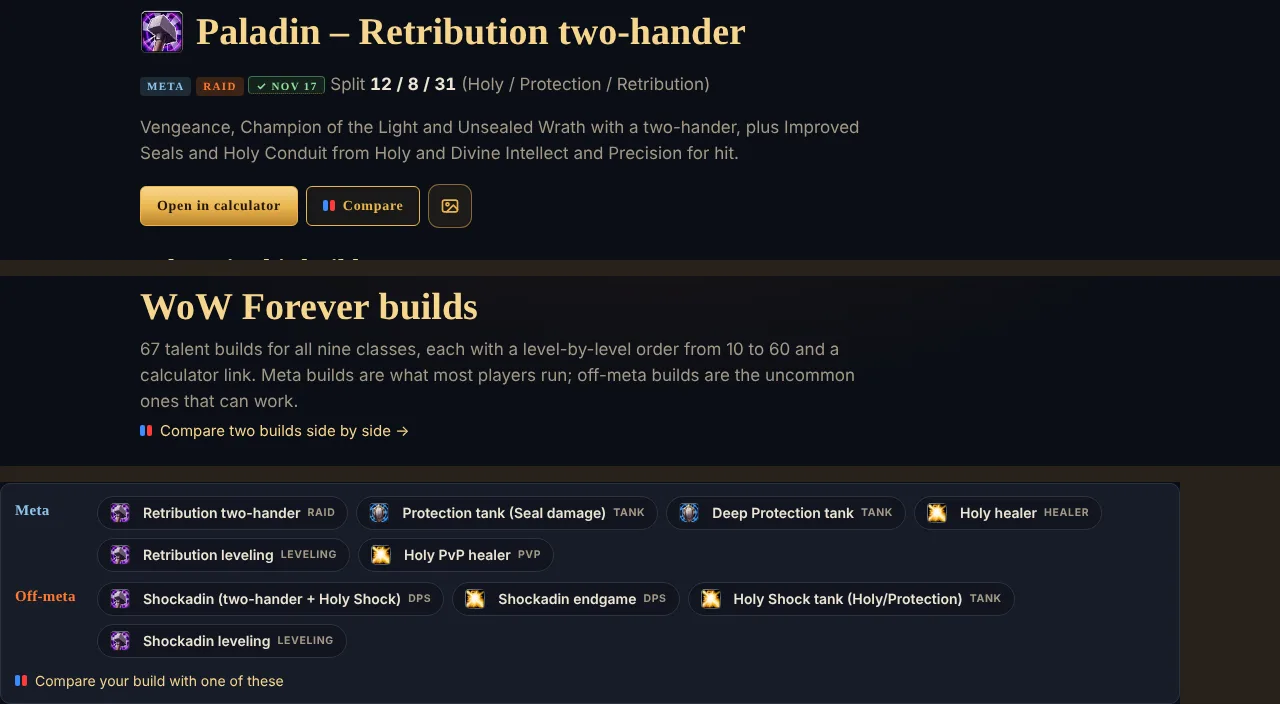 Paladin – Retribution two-hander
META RAID ✓ NOV 17 Split 12 / 8 / 31 (Holy / Protection / Retribution)
Vengeance, Champion of the Light and Unsealed Wrath with a two-hander, plus Improved
Seals and Holy Conduit from Holy and Divine Intellect and Precision for hit.
Open in calculator Compare
WoW Forever builds
67 talent builds for all nine classes, each with a level-by-level order from 10 to 60 and a
calculator link. Meta builds are what most players run; off-meta builds are the uncommon
ones that can work.
Compare two builds side by side →
Meta Retribution two-hander RAID Protection tank (Seal damage) TANK Deep Protection tank TANK Holy healer HEALER
Retribution leveling LEVELING Holy PvP healer PVP
Off-meta Shockadin (two-hander + Holy Shock) DPS Shockadin endgame DPS Holy Shock tank (Holy/Protection) TANK
Shockadin leveling LEVELING
Compare your build with one of these